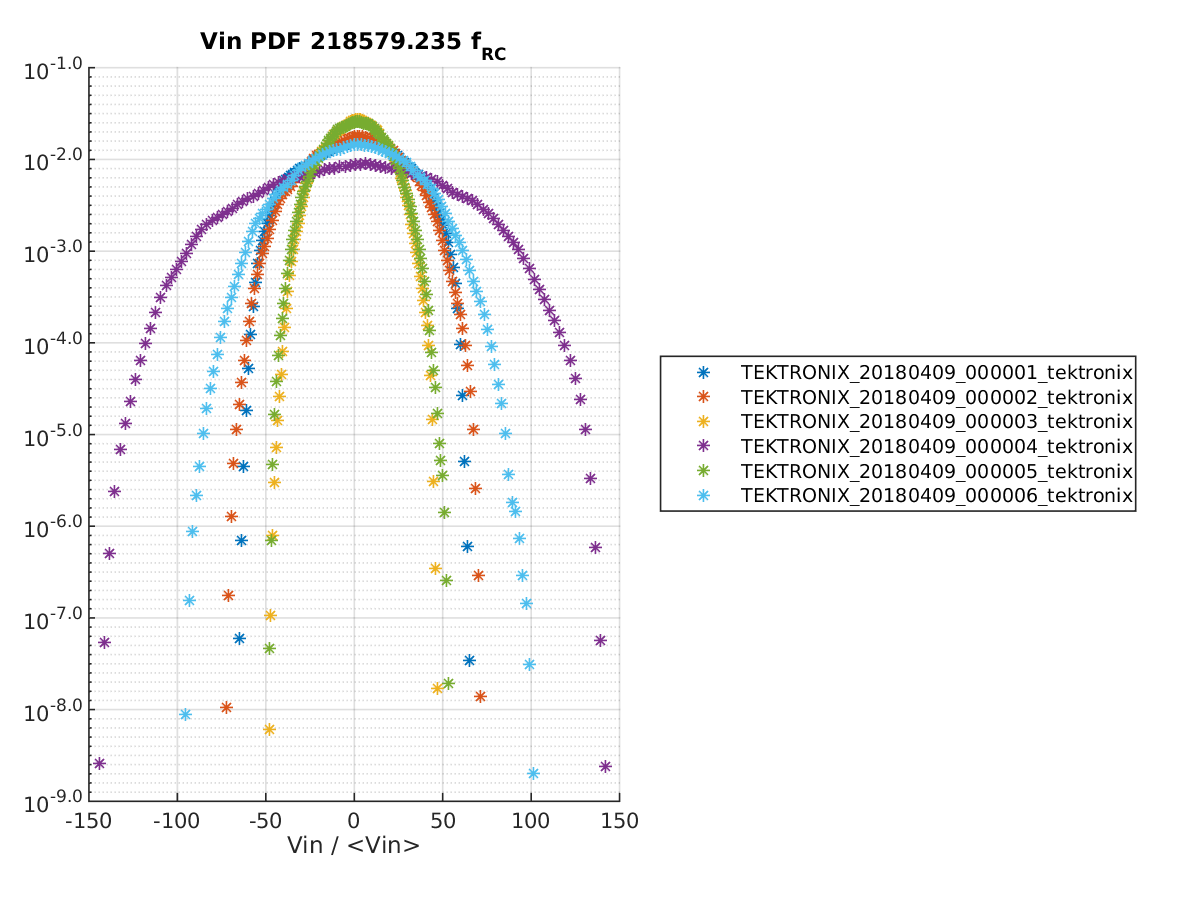 Vin PDF 218579.235 f_RC
10^-1.0
10^-2.0
10^-3.0
10^-4.0
10^-5.0
10^-6.0
10^-7.0
10^-8.0
10^-9.0
-150 -100 -50 0 50 100 150
Vin / <Vin>
TEKTRONIX_20180409_000001_tektronix
TEKTRONIX_20180409_000002_tektronix
TEKTRONIX_20180409_000003_tektronix
TEKTRONIX_20180409_000004_tektronix
TEKTRONIX_20180409_000005_tektronix
TEKTRONIX_20180409_000006_tektronix